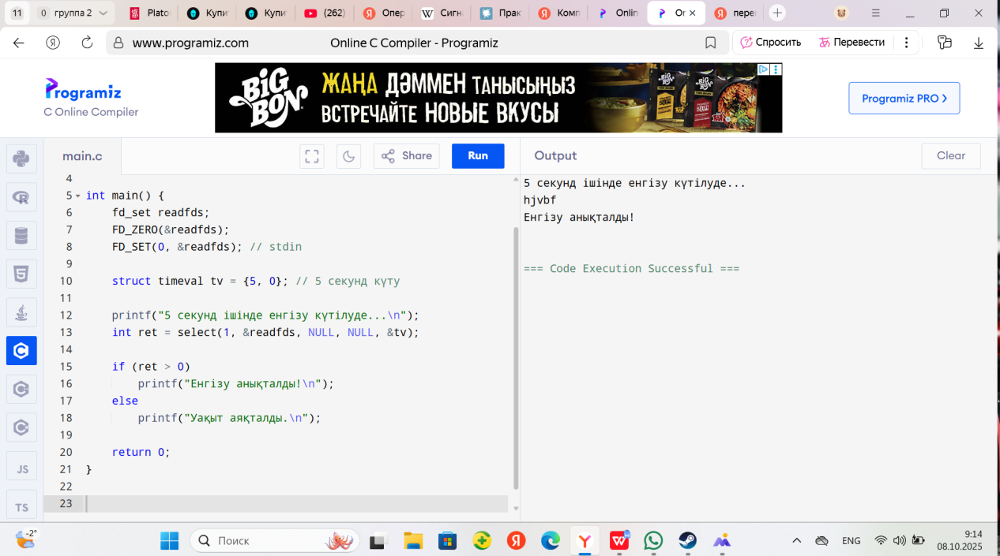 11 0 группа 2 Plato Купи Купи (262) Опер Сигн Прак Комп Onlin Or пере
www.programiz.com Online C Compiler - Programiz Спросить Перевести
Programiz
C Online Compiler
BIGBON
ЖАҢА ДӘММЕН ТАНЫСЫҢЫЗ
ВСТРЕЧАЙТЕ НОВЫЕ ВКУСЫ
Programiz PRO
main.c Share Run Output Clear
4
5 int main() {
6 fd_set readfds;
7 FD_ZERO(&readfds);
8 FD_SET(0, &readfds); // stdin
9
10 struct timeval tv = {5, 0}; // 5 секунд күту
11
12 printf("5 секунд ішінде енгізу күтілуде...\n");
13 int ret = select(1, &readfds, NULL, NULL, &tv);
14
15 if (ret > 0)
16 printf("Енгізу анықталды!\n");
17 else
18 printf("Уақыт аяқталды.\n");
19
20 return 0;
21 }
22
23
5 секунд ішінде енгізу күтілуде...
hjvbf
Енгізу анықталды!
=== Code Execution Successful ===
JS
TS
-2°
Поиск
ENG
9:14
08.10.2025